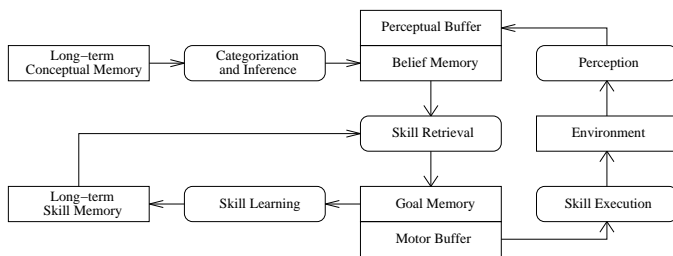 Perceptual Buffer
Long−term
Conceptual Memory
Categorization
and Inference
Belief Memory
Perception
Skill Retrieval
Environment
Long−term
Skill Memory
Skill Learning
Goal Memory
Skill Execution
Motor Buffer